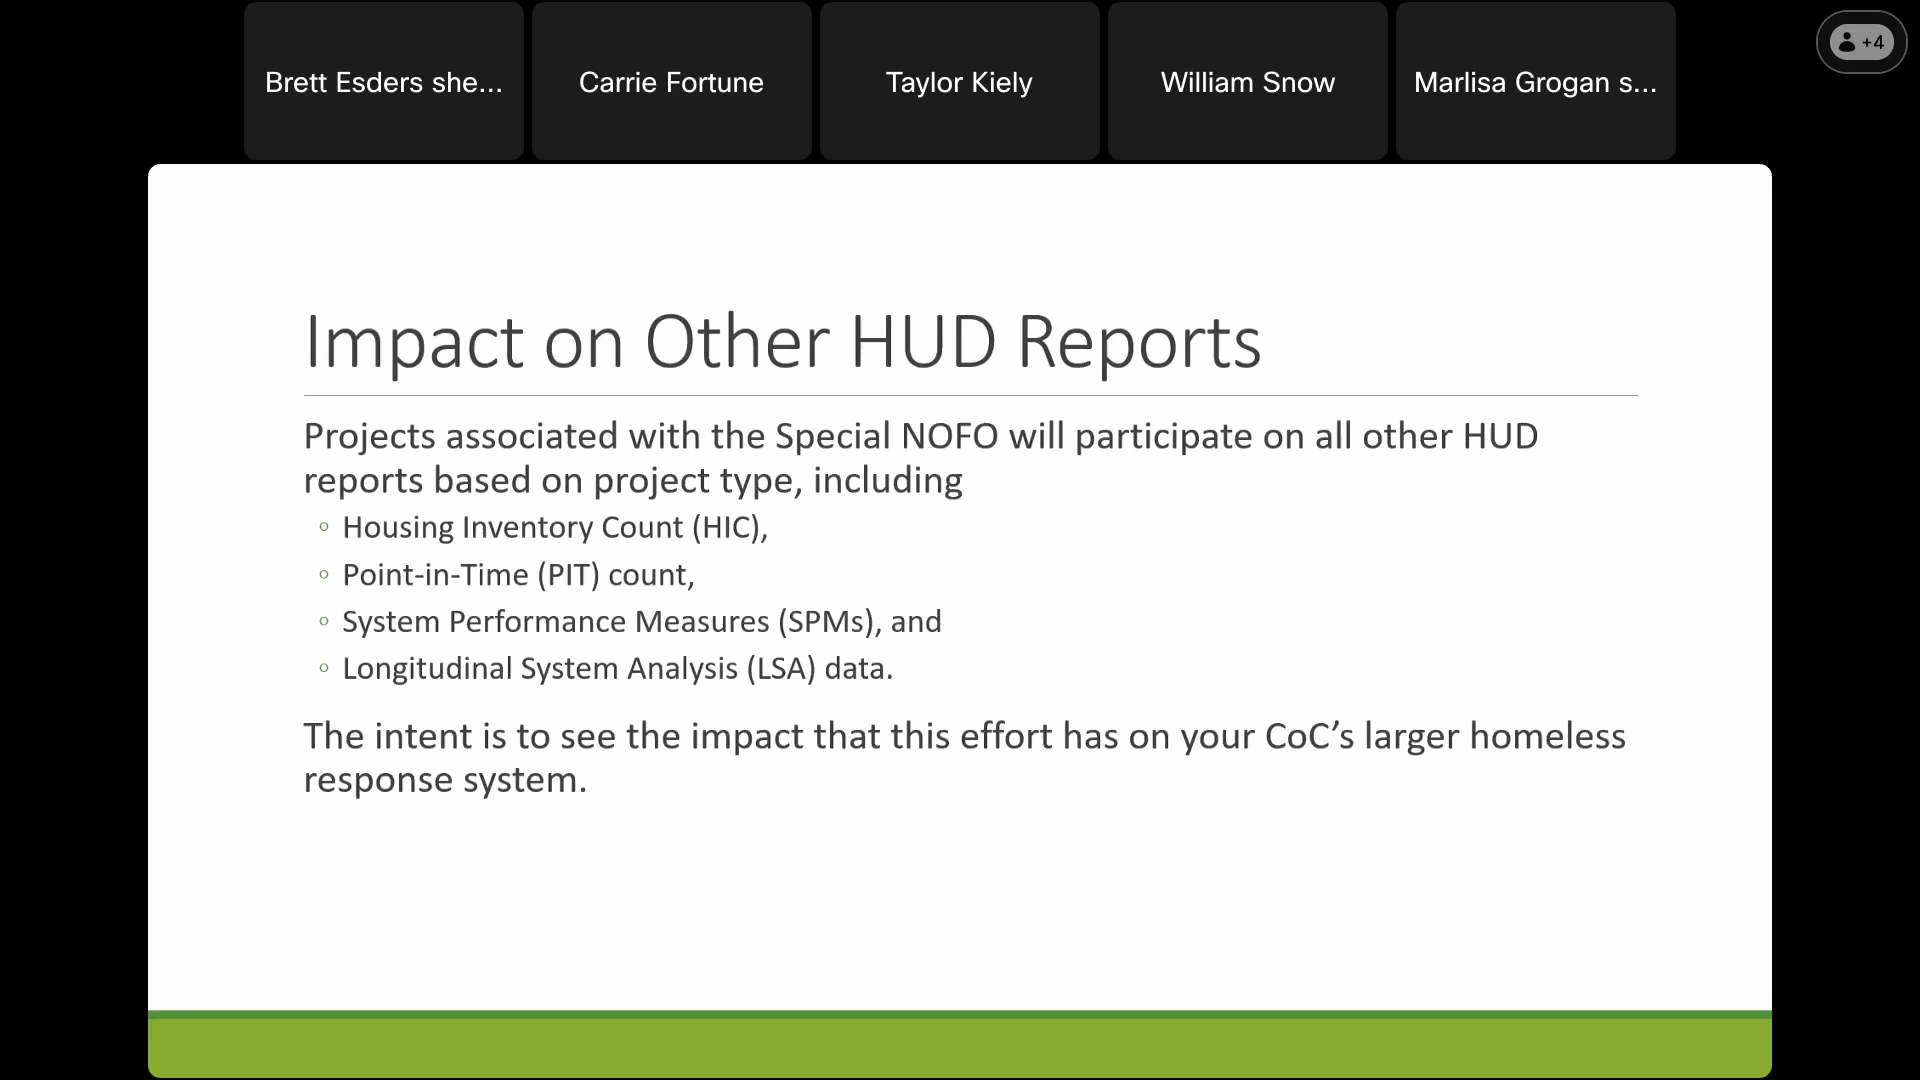 Brett Esders she...
Carrie Fortune
Taylor Kiely
William Snow
Marlisa Grogan s...
+4
Impact on Other HUD Reports
Projects associated with the Special NOFO will participate on all other HUD
reports based on project type, including
◦ Housing Inventory Count (HIC),
◦ Point-in-Time (PIT) count,
◦ System Performance Measures (SPMs), and
◦ Longitudinal System Analysis (LSA) data.
The intent is to see the impact that this effort has on your CoC’s larger homeless
response system.